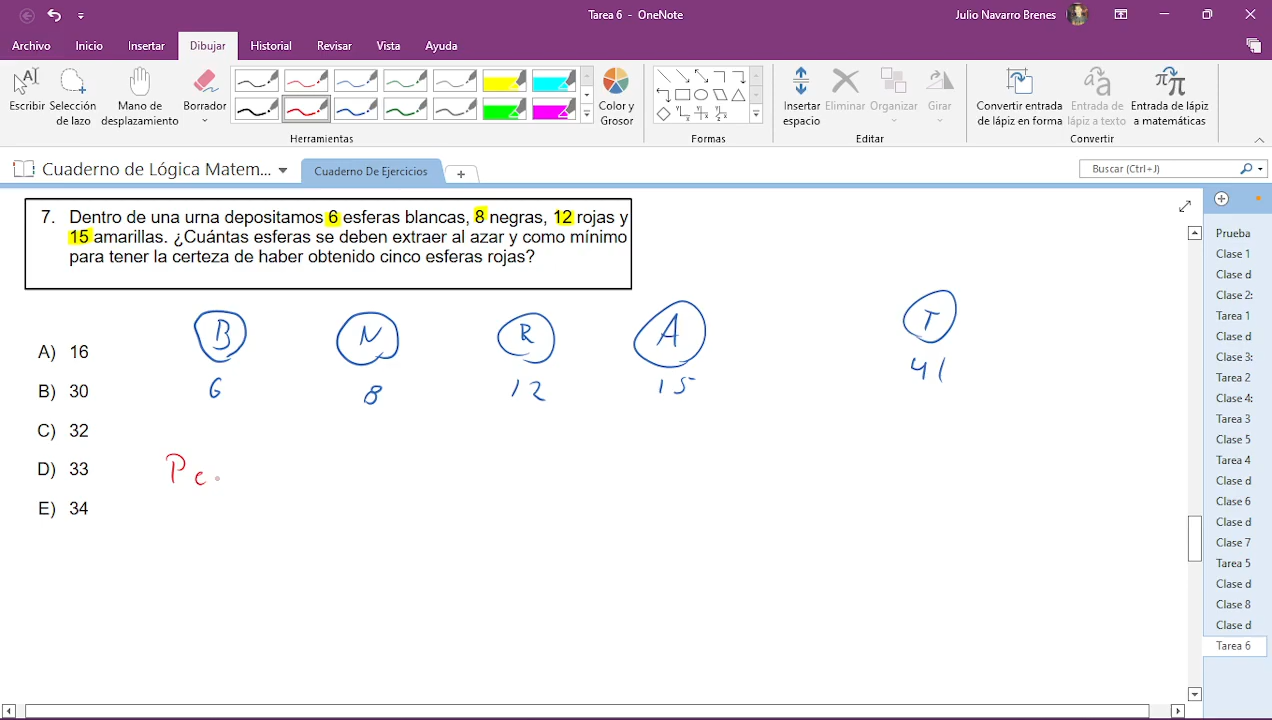 Tarea 6 - OneNote
Julio Navarro Brenes
Archivo Inicio Insertar Dibujar Historial Revisar Vista Ayuda
Escribir
Selección de lazo
Mano de desplazamiento
Borrador
Herramientas
Color y Grosor
Formas
Insertar espacio
Eliminar
Organizar
Girar
Editar
Convertir entrada de lápiz en forma
Entrada de lápiz a texto
Entrada de lápiz a matemáticas
Convertir
Cuaderno de Lógica Matem...
Cuaderno De Ejercicios
Buscar (Ctrl+J)
7. Dentro de una urna depositamos 6 esferas blancas, 8 negras, 12 rojas y
15 amarillas. ¿Cuántas esferas se deben extraer al azar y como mínimo
para tener la certeza de haber obtenido cinco esferas rojas?
B N R A T
6 8 12 15 41
A) 16
B) 30
C) 32
D) 33
E) 34
Pc
Prueba
Clase 1
Clase d
Clase 2:
Tarea 1
Clase d
Clase 3:
Tarea 2
Clase 4:
Tarea 3
Clase 5
Tarea 4
Clase d
Clase 6
Clase d
Clase 7
Tarea 5
Clase d
Clase 8
Clase d
Tarea 6